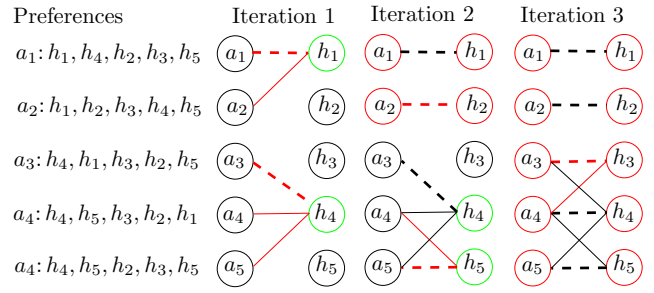 Preferences Iteration 1 Iteration 2 Iteration 3
a₁: h₁, h₄, h₂, h₃, h₅ a₁ h₁ a₁ h₁ a₁ h₁
a₂: h₁, h₂, h₃, h₄, h₅ a₂ h₂ a₂ h₂ a₂ h₂
a₃: h₄, h₁, h₃, h₂, h₅ a₃ h₃ a₃ h₃ a₃ h₃
a₄: h₄, h₅, h₃, h₂, h₁ a₄ h₄ a₄ h₄ a₄ h₄
a₅: h₄, h₅, h₂, h₃, h₅ a₅ h₅ a₅ h₅ a₅ h₅